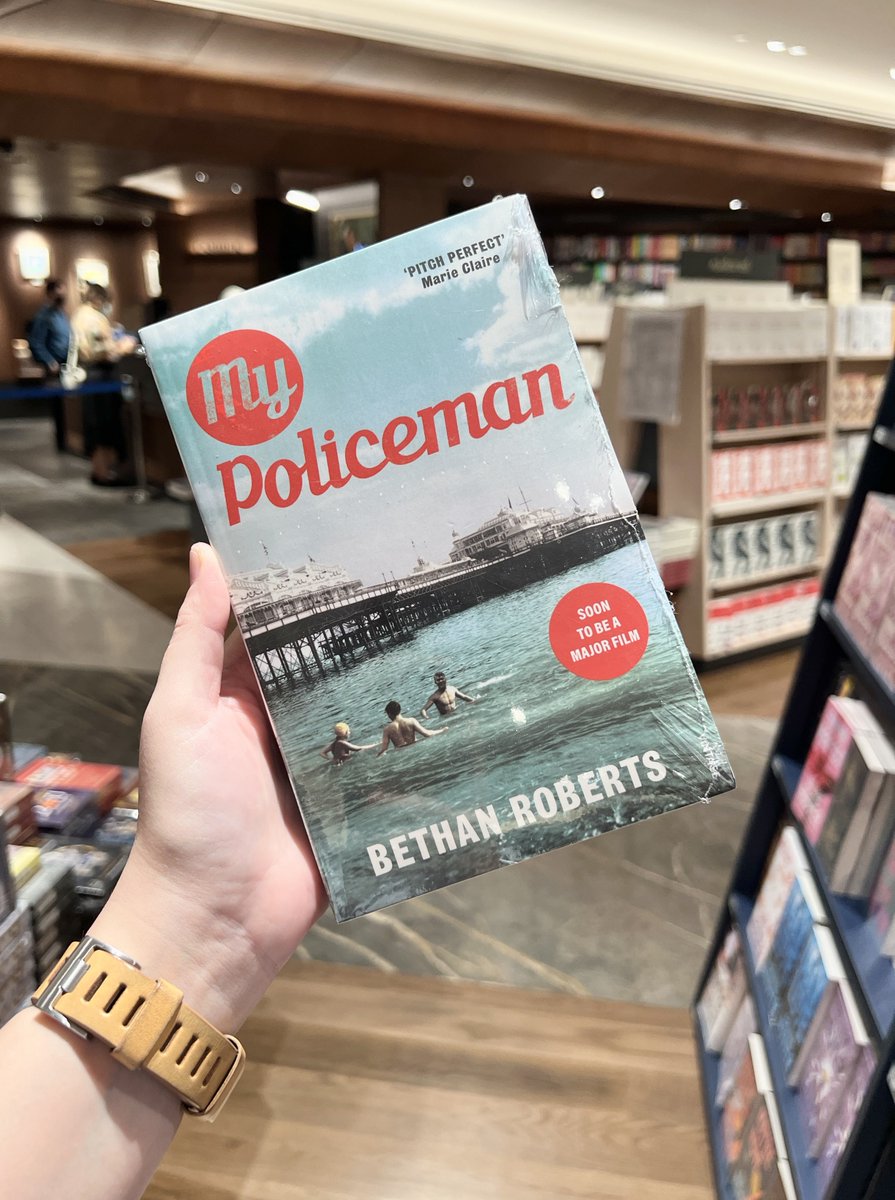 'PITCH PERFECT'
Marie Claire
My
Policeman
SOON
TO BE A
MAJOR FILM
BETHAN ROBERTS